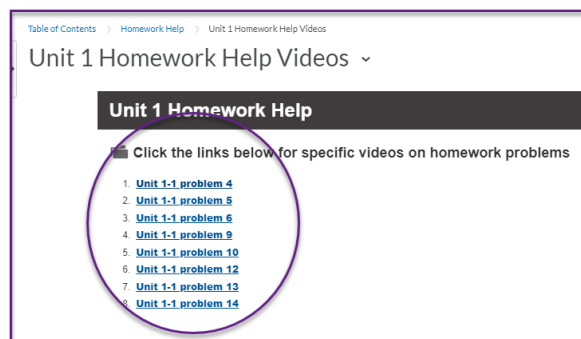 Table of Contents > Homework Help > Unit 1 Homework Help Videos
Unit 1 Homework Help Videos
Unit 1 Homework Help
Click the links below for specific videos on homework problems
1. Unit 1-1 problem 4
2. Unit 1-1 problem 5
3. Unit 1-1 problem 6
4. Unit 1-1 problem 9
5. Unit 1-1 problem 10
6. Unit 1-1 problem 12
7. Unit 1-1 problem 13
8. Unit 1-1 problem 14